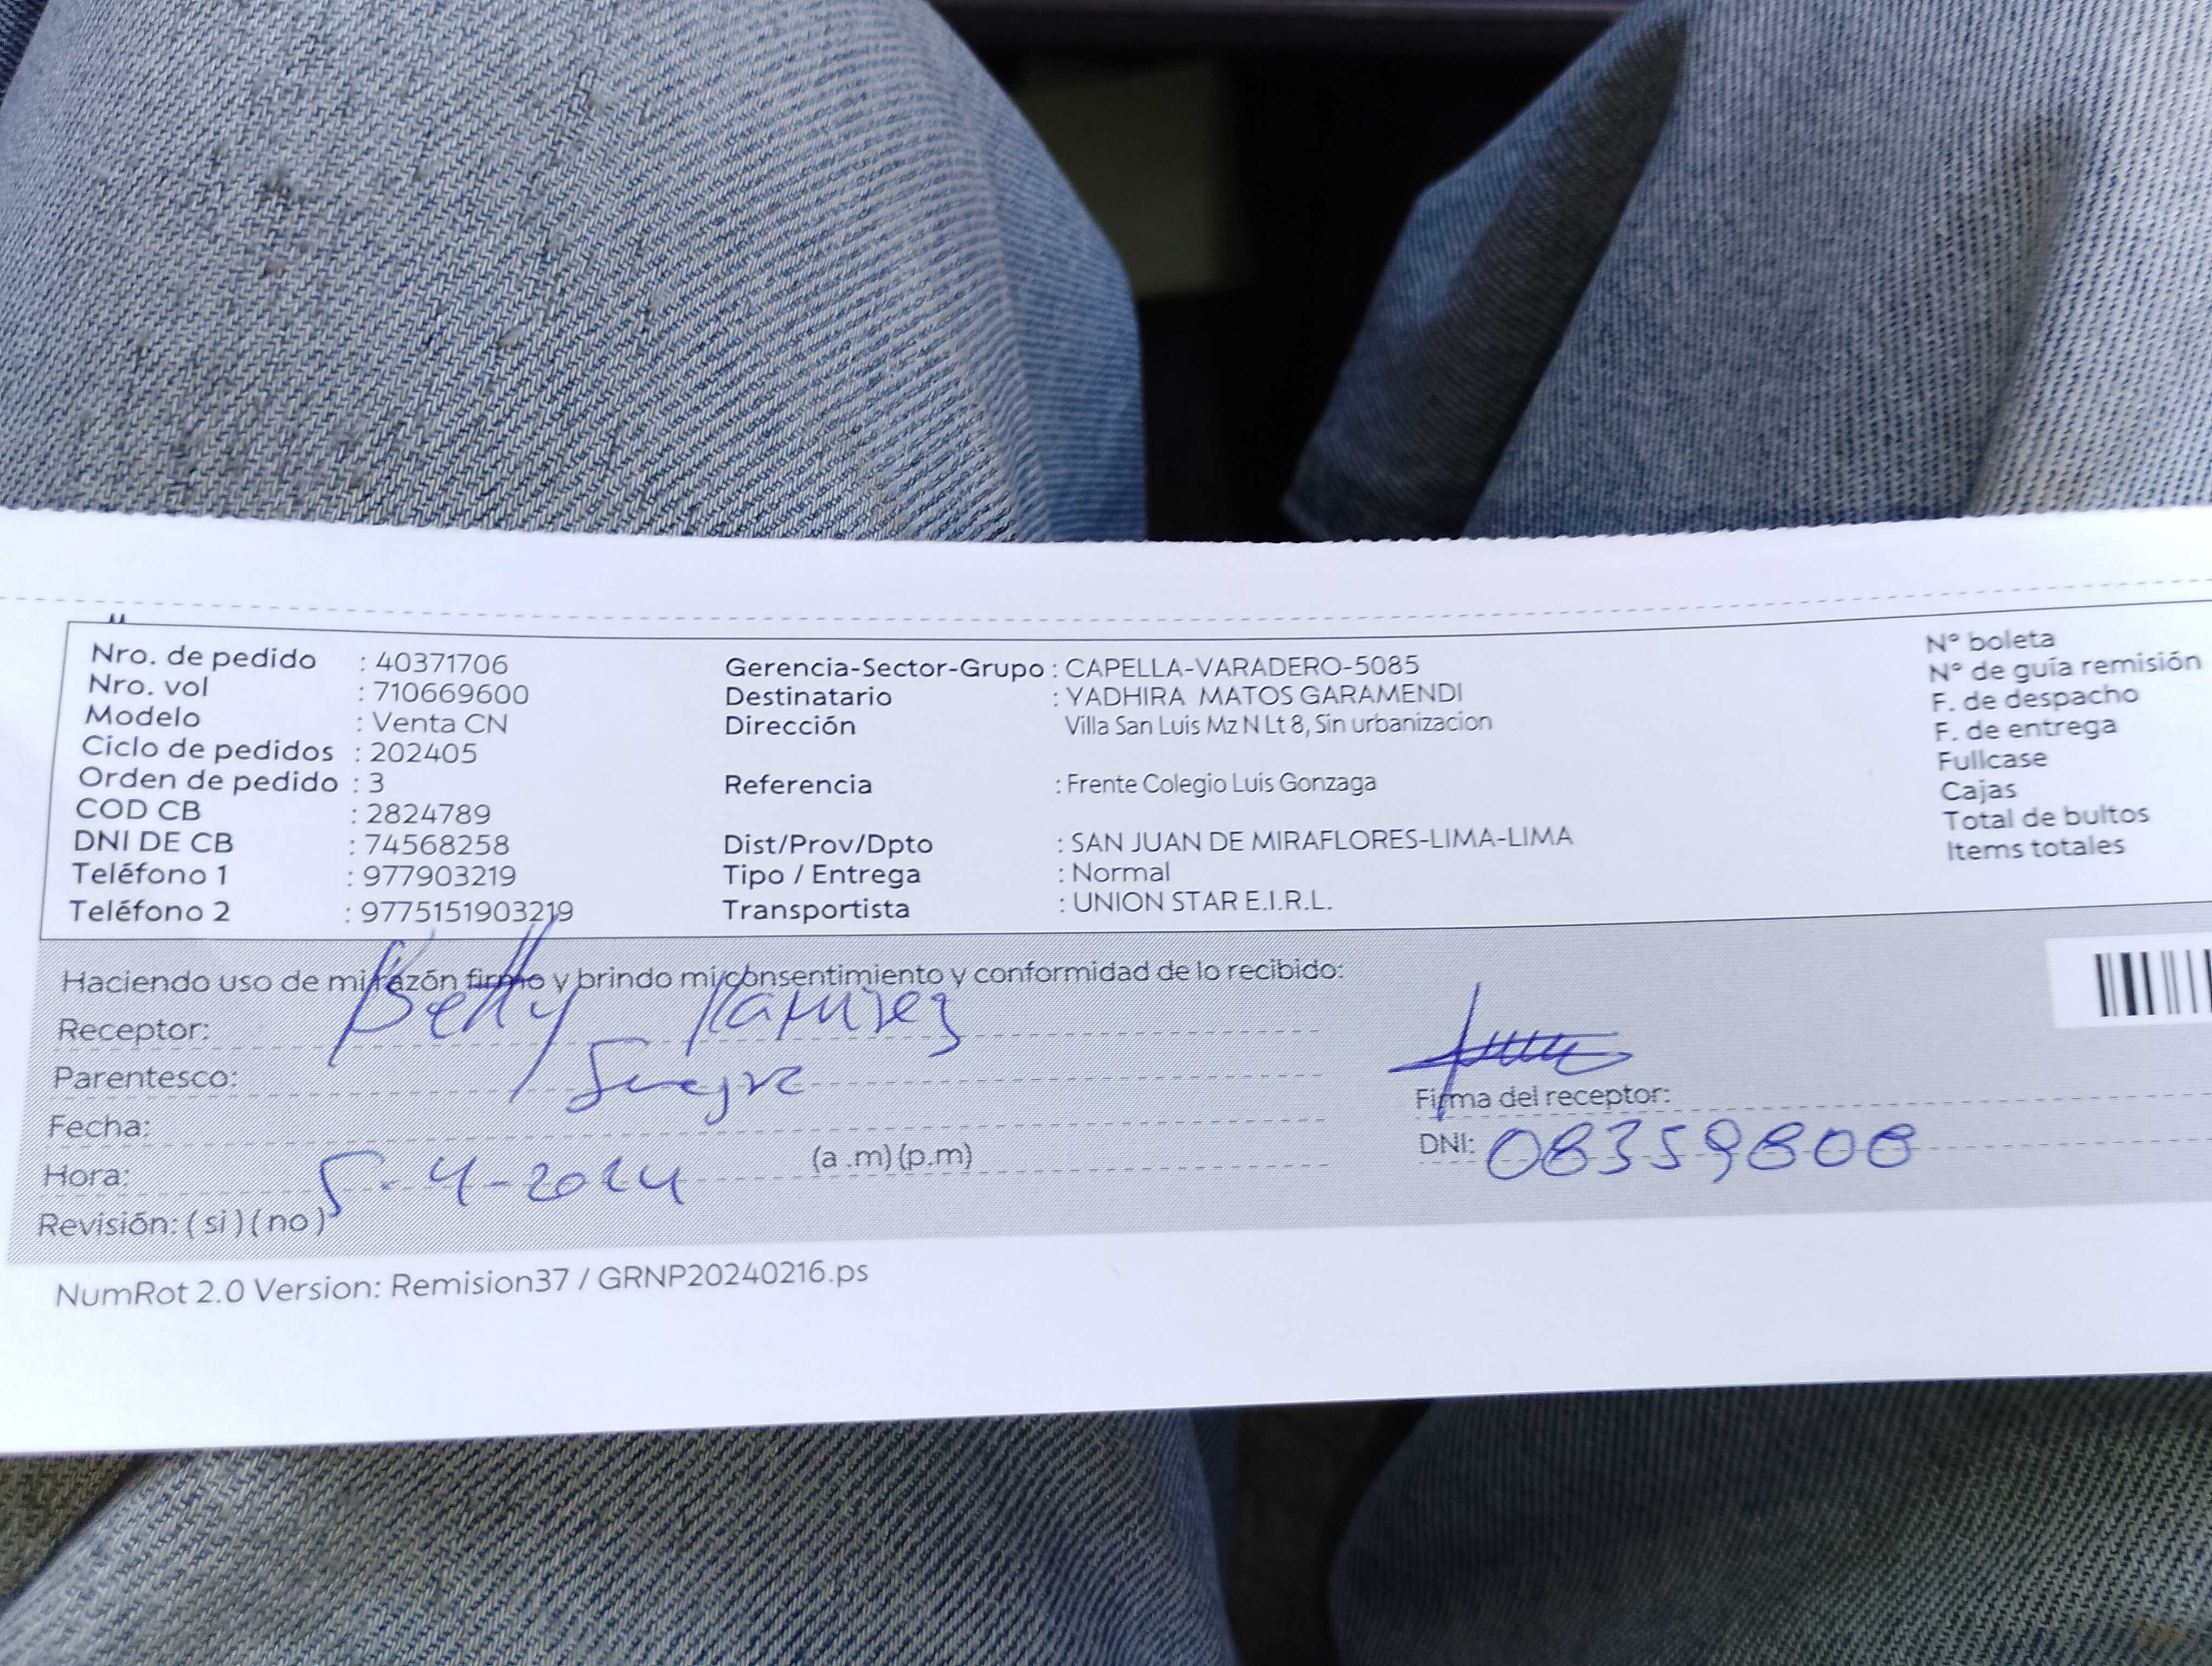 Nro. de pedido : 40371706
Nro. vol : 710669600
Modelo : Venta CN
Ciclo de pedidos : 202405
Orden de pedido : 3
COD CB : 2824789
DNI DE CB : 74568258
Teléfono 1 : 977903219
Teléfono 2 : 9775151903219
Gerencia-Sector-Grupo : CAPELLA-VARADERO-5085
Destinatario : YADHIRA MATOS GARAMENDI
Dirección Villa San Luis Mz N Lt 8, Sin urbanizacion
Referencia : Frente Colegio Luis Gonzaga
Dist/Prov/Dpto : SAN JUAN DE MIRAFLORES-LIMA-LIMA
Tipo / Entrega : Normal
Transportista : UNION STAR E.I.R.L.
N° boleta
N° de guía remisión
F. de despacho
F. de entrega
Fullcase
Cajas
Total de bultos
Items totales
Haciendo uso de mi razón firmo y brindo mi consentimiento y conformidad de lo recibido:
Receptor: Betty Ramirez
Parentesco: Suegra
Fecha:
Hora: 5-4-2024 (a .m) (p.m)
Revisión: ( si ) ( no )
Firma del receptor:
DNI: 08359808
NumRot 2.0 Version: Remision37 / GRNP20240216.ps